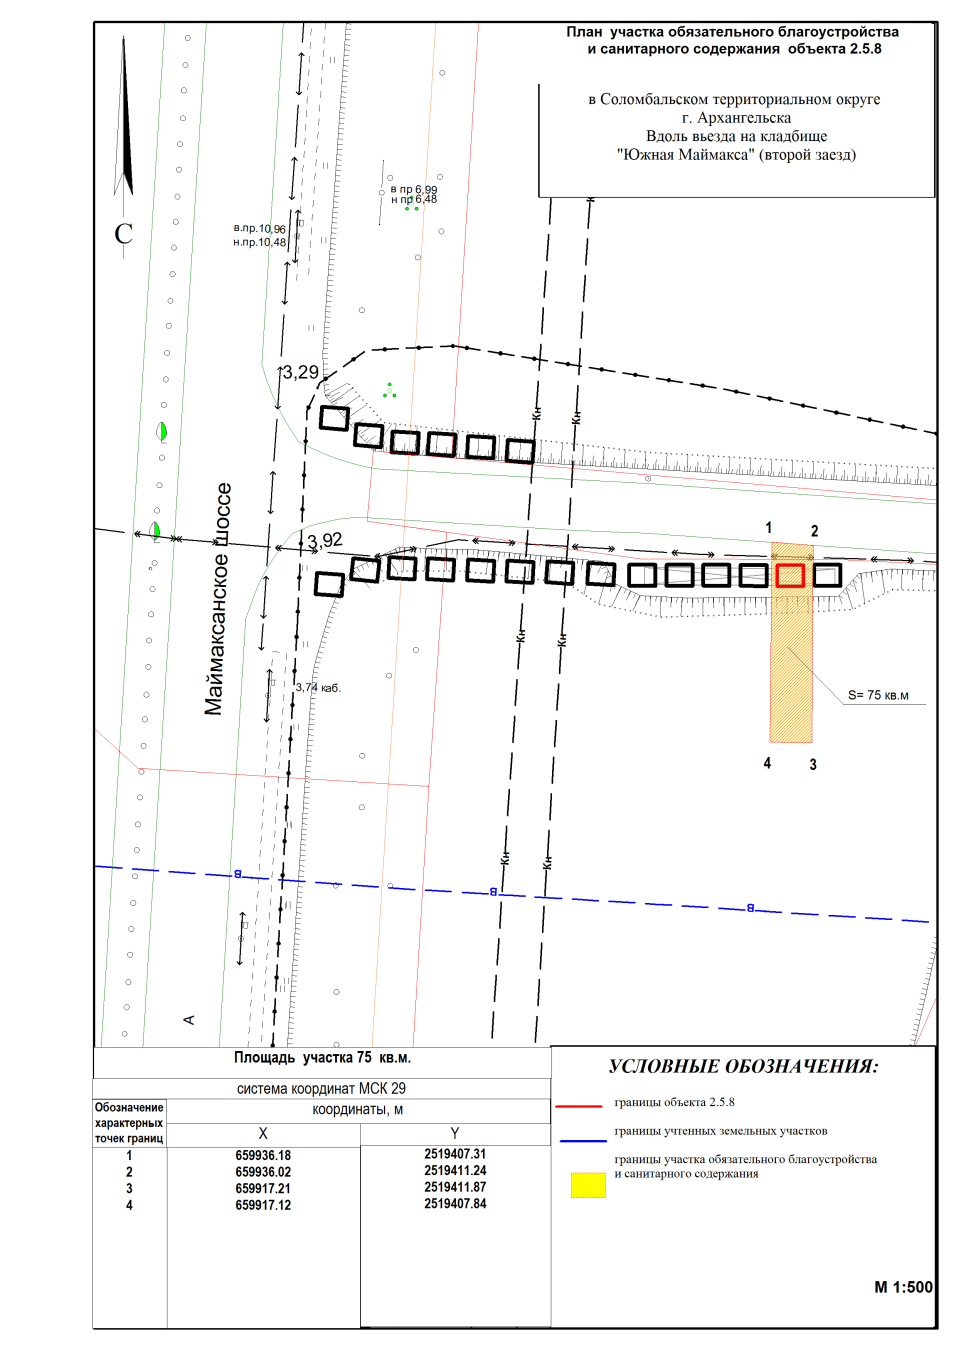 План участка обязательного благоустройства
и санитарного содержания объекта 2.5.8
в Соломбальском территориальном округе
г. Архангельска
Вдоль вьезда на кладбище
"Южная Маймакса" (второй заезд)
С
в пр 6,99
н пр 6,48
в.пр.10,96
н.пр.10,48
Кн
3,29
Кн
Кн
Маймаксанское шоссе
3,92
1
2
Кн
Кн
3,74 каб.
S= 75 кв.м
4
3
Кн
Кн
В
В
В
А
Площадь участка 75 кв.м.
система координат МСК 29
Обозначение
характерных
точек границ
координаты, м
X Y
1 659936.18 2519407.31
2 659936.02 2519411.24
3 659917.21 2519411.87
4 659917.12 2519407.84
УСЛОВНЫЕ ОБОЗНАЧЕНИЯ:
границы объекта 2.5.8
границы учтенных земельных участков
границы участка обязательного благоустройства
и санитарного содержания
М 1:500